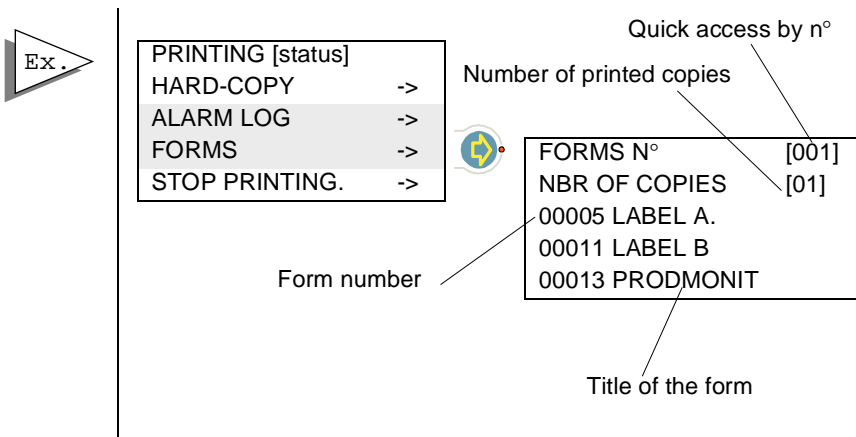 Ex.
PRINTING [status]
HARD-COPY ->
ALARM LOG ->
FORMS ->
STOP PRINTING. ->
Quick access by n°
Number of printed copies
FORMS N° [001]
NBR OF COPIES [01]
00005 LABEL A.
00011 LABEL B
00013 PRODMONIT
Form number
Title of the form